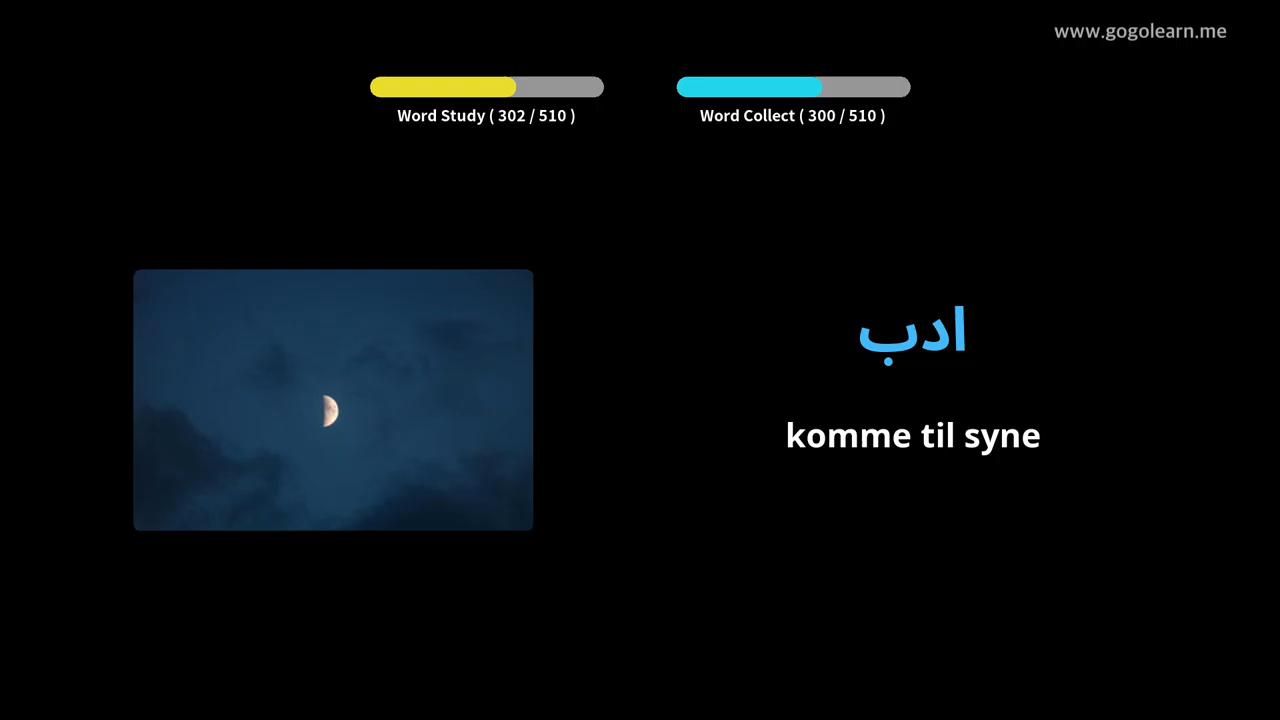 www.gogolearn.me
Word Study ( 302 / 510 )
Word Collect ( 300 / 510 )
ادب
komme til syne